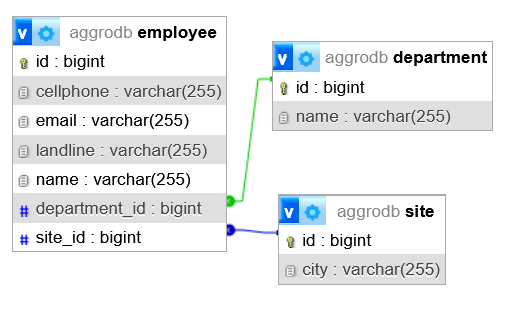 v aggrodb employee
id : bigint
cellphone : varchar(255)
email : varchar(255)
landline : varchar(255)
name : varchar(255)
# department_id : bigint
# site_id : bigint
v aggrodb department
id : bigint
name : varchar(255)
v aggrodb site
id : bigint
city : varchar(255)